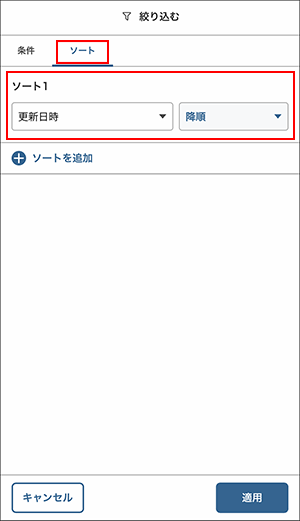 絞り込む
条件 ソート
ソート1
更新日時 降順
ソートを追加
キャンセル 適用